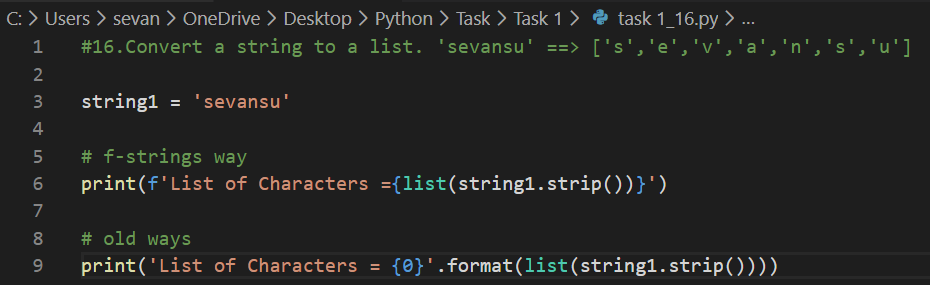 C: > Users > sevan > OneDrive > Desktop > Python > Task > Task 1 > task 1_16.py > ...
1 #16.Convert a string to a list. 'sevansu' ==> ['s','e','v','a','n','s','u']
2
3 string1 = 'sevansu'
4
5 # f-strings way
6 print(f'List of Characters ={list(string1.strip())}')
7
8 # old ways
9 print('List of Characters = {0}'.format(list(string1.strip())))